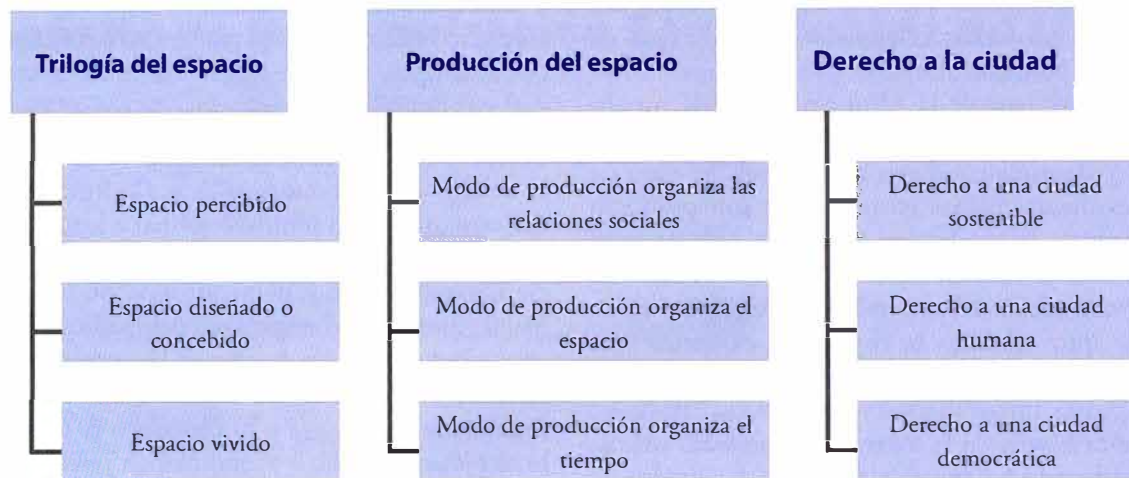 Trilogía del espacio
Espacio percibido
Espacio diseñado o
concebido
Espacio vivido
Producción del espacio
Modo de producción organiza las
relaciones sociales
Modo de producción organiza el
espacio
Modo de producción organiza el
tiempo
Derecho a la ciudad
Derecho a una ciudad
sostenible
Derecho a una ciudad
humana
Derecho a una ciudad
democrática